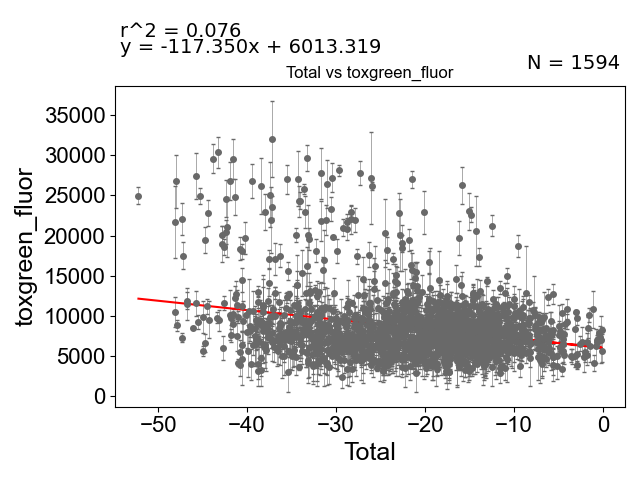 r^2 = 0.076
y = -117.350x + 6013.319
N = 1594
Total vs toxgreen_fluor
35000
30000
25000
20000
15000
10000
5000
0
toxgreen_fluor
−50
−40
−30
−20
−10
0
Total